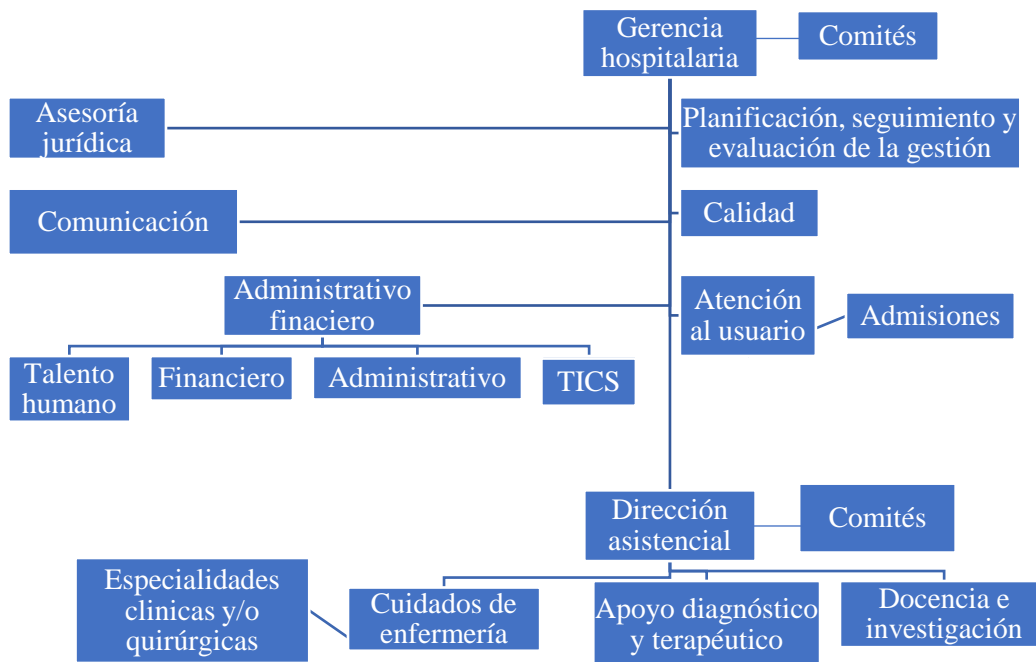 Gerencia
hospitalaria
Comités
Asesoría
jurídica
Planificación, seguimiento y
evaluación de la gestión
Comunicación
Calidad
Administrativo
finaciero
Atención
al usuario
Admisiones
Talento
humano
Financiero
Administrativo
TICS
Dirección
asistencial
Comités
Especialidades
clinicas y/o
quirúrgicas
Cuidados de
enfermería
Apoyo diagnóstico
y terapéutico
Docencia e
investigación